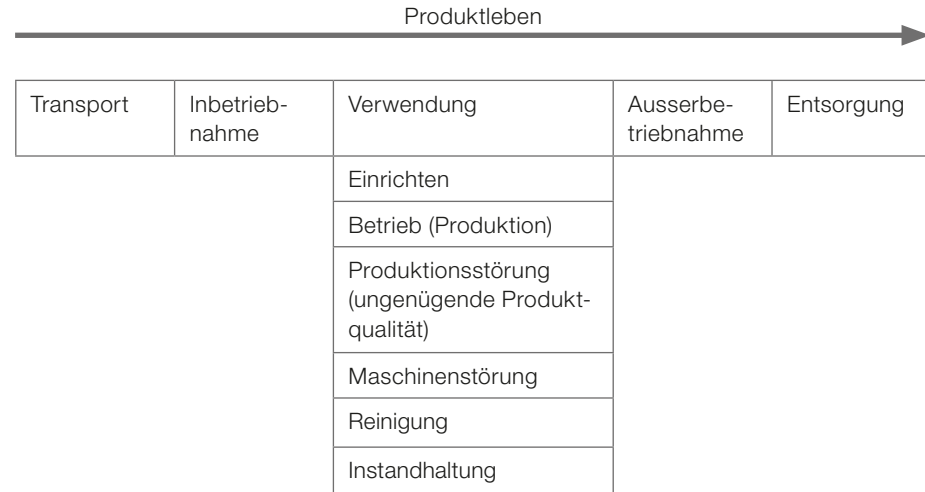 Produktleben
Transport
Inbetrieb-
nahme
Verwendung
Ausserbe-
triebnahme
Entsorgung
Einrichten
Betrieb (Produktion)
Produktionsstörung
(ungenügende Produkt-
qualität)
Maschinenstörung
Reinigung
Instandhaltung